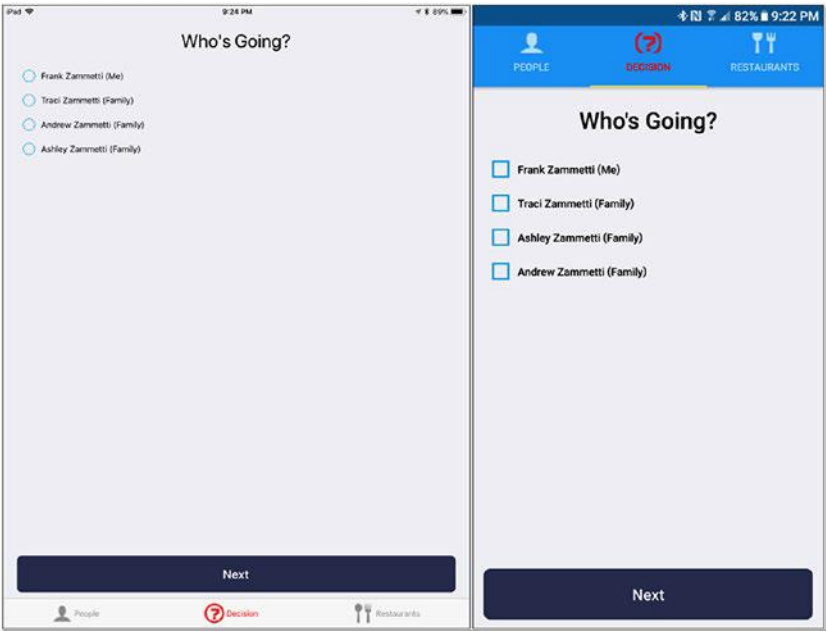 iPad 9:24 PM 89%
Who's Going?
Frank Zammetti (Me)
Traci Zammetti (Family)
Andrew Zammetti (Family)
Ashley Zammetti (Family)
Next
People Decision Restaurants
82% 9:22 PM
PEOPLE DECISION RESTAURANTS
Who's Going?
Frank Zammetti (Me)
Traci Zammetti (Family)
Ashley Zammetti (Family)
Andrew Zammetti (Family)
Next